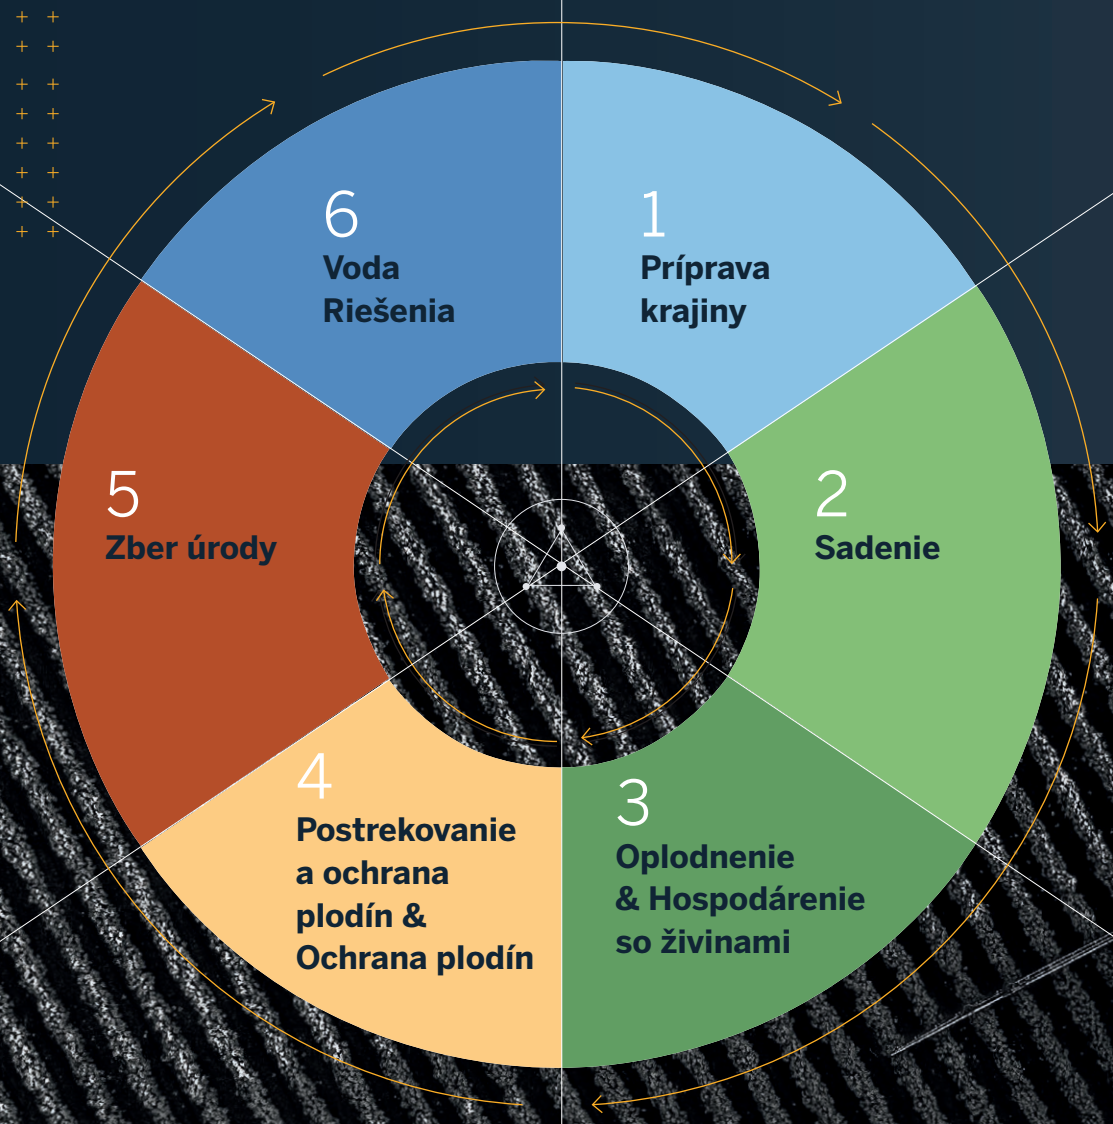 1
Príprava
krajiny
2
Sadenie
3
Oplodnenie
& Hospodárenie
so živinami
4
Postrekovanie
a ochrana
plodín &
Ochrana plodín
5
Zber úrody
6
Voda
Riešenia